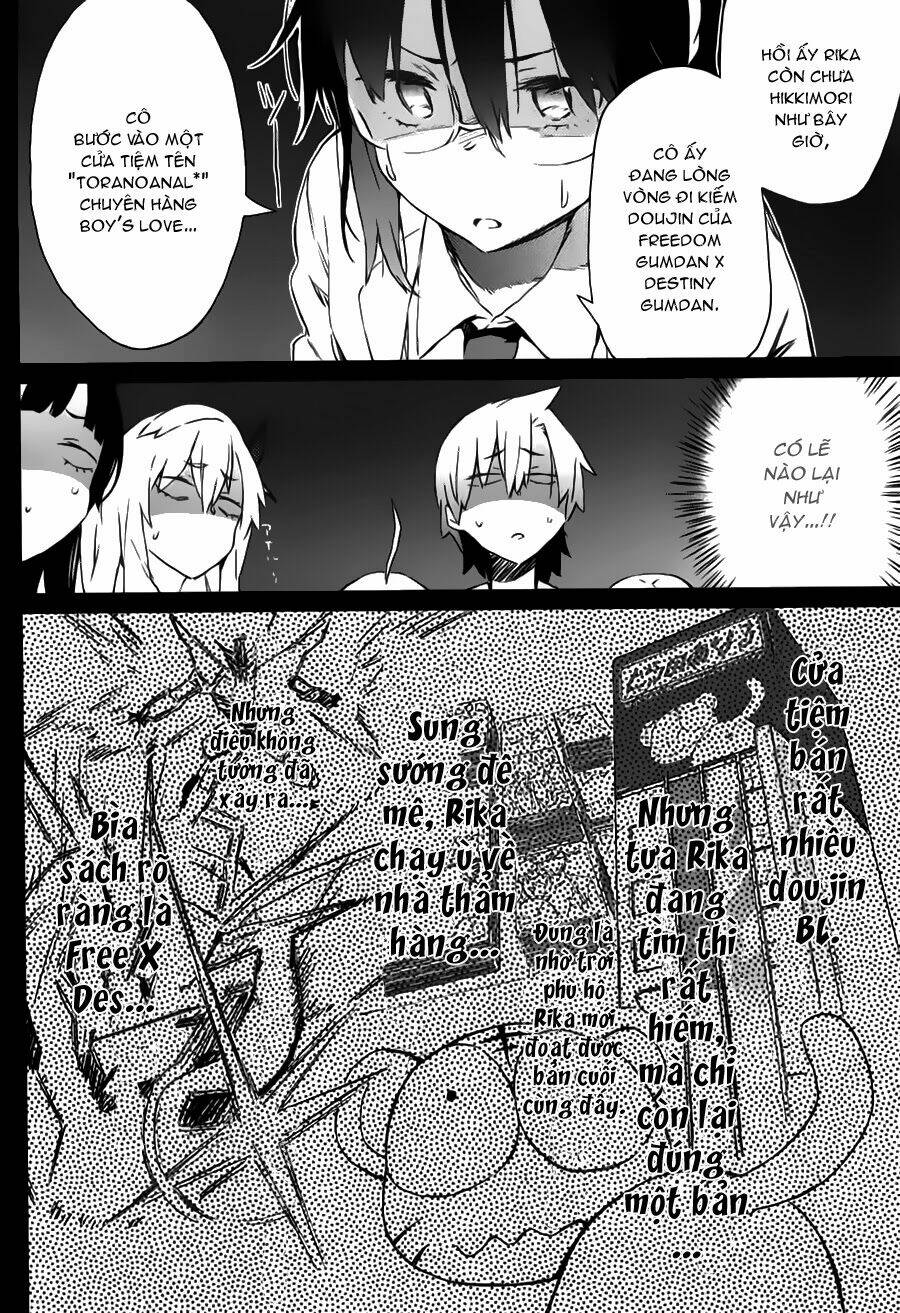 HỒI ẤY RIKA
CÒN CHƯA
HIKKIMORI
NHƯ BÂY
GIỜ,
CÔ ẤY
ĐANG LÒNG
VÒNG ĐI KIẾM
DOUJIN CỦA
FREEDOM
GUMDAN X
DESTINY
GUMDAN.
CÔ
BƯỚC VÀO MỘT
CỬA TIỆM TÊN
"TORANOANAL*"
CHUYÊN HÀNG
BOY'S LOVE...
CÓ LẼ
NÀO LẠI
NHƯ
VẬY...!!
Cửa
tiệm
bán
rất
nhiều
doujin
BL.
Nhưng
tựa Rika
đang
tìm thì
rất
hiếm,
mà chỉ
còn lại
đúng
một bản
...
Đúng là
nhờ trời
phù hộ
Rika mới
đoạt được
bản cuối
cùng đấy.
Sung
sướng đê
mê, Rika
chạy ù về
nhà thẩm
hàng...
Nhưng
điều không
tưởng đã
xảy ra...
Bìa
sách rõ
ràng là
Free X
Des...